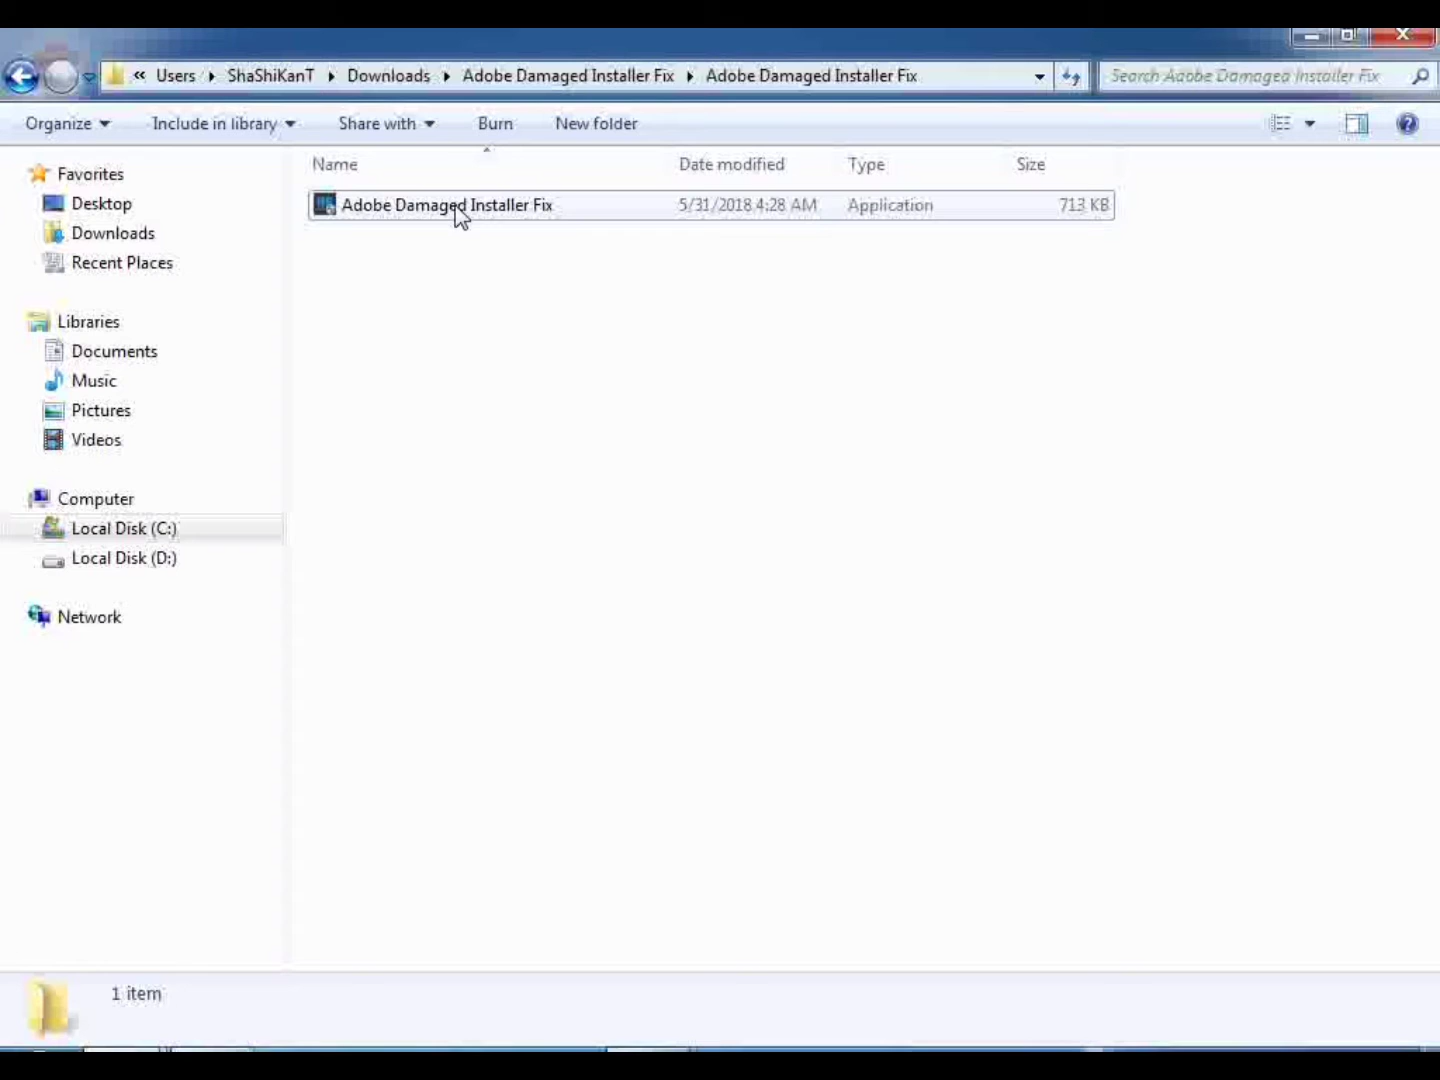 « Users ShaShiKanT Downloads Adobe Damaged Installer Fix Adobe Damaged Installer Fix
Search Adobe Damaged Installer Fix
Organize Include in library Share with Burn New folder
Name Date modified Type Size
Adobe Damaged Installer Fix 5/31/2018 4:28 AM Application 713 KB
Favorites
Desktop
Downloads
Recent Places
Libraries
Documents
Music
Pictures
Videos
Computer
Local Disk (C:)
Local Disk (D:)
Network
1 item